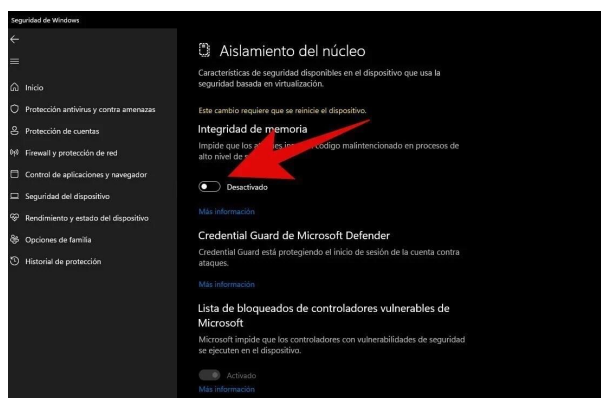 Seguridad de Windows
Aislamiento del núcleo
Características de seguridad disponibles en el dispositivo que usa la
seguridad basada en virtualización.
Inicio
Protección antivirus y contra amenazas
Protección de cuentas
Firewall y protección de red
Control de aplicaciones y navegador
Seguridad del dispositivo
Rendimiento y estado del dispositivo
Opciones de familia
Historial de protección
Este cambio requiere que se reinicie el dispositivo.
Integridad de memoria
Impide que los código malintencionado en procesos de
alto nivel de
Desactivado
Más información
Credential Guard de Microsoft Defender
Credential Guard está protegiendo el inicio de sesión de la cuenta contra
ataques.
Más información
Lista de bloqueados de controladores vulnerables de
Microsoft
Microsoft impide que los controladores con vulnerabilidades de seguridad
se ejecuten en el dispositivo.
Activado
Más información